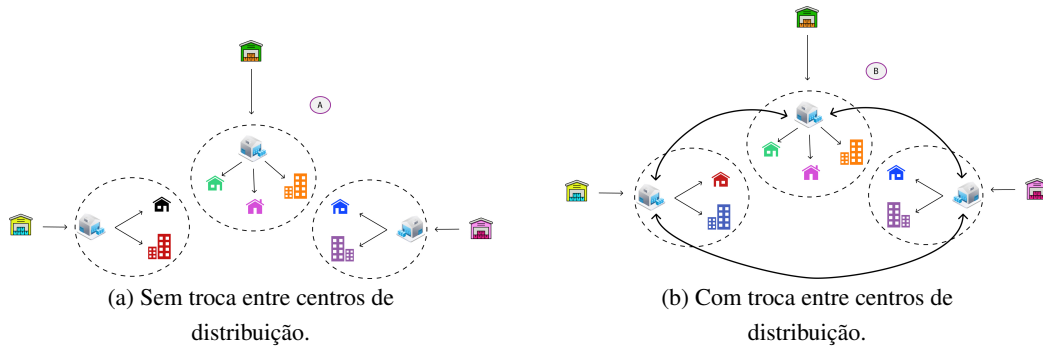 A
B
(a) Sem troca entre centros de
distribuição.
(b) Com troca entre centros de
distribuição.